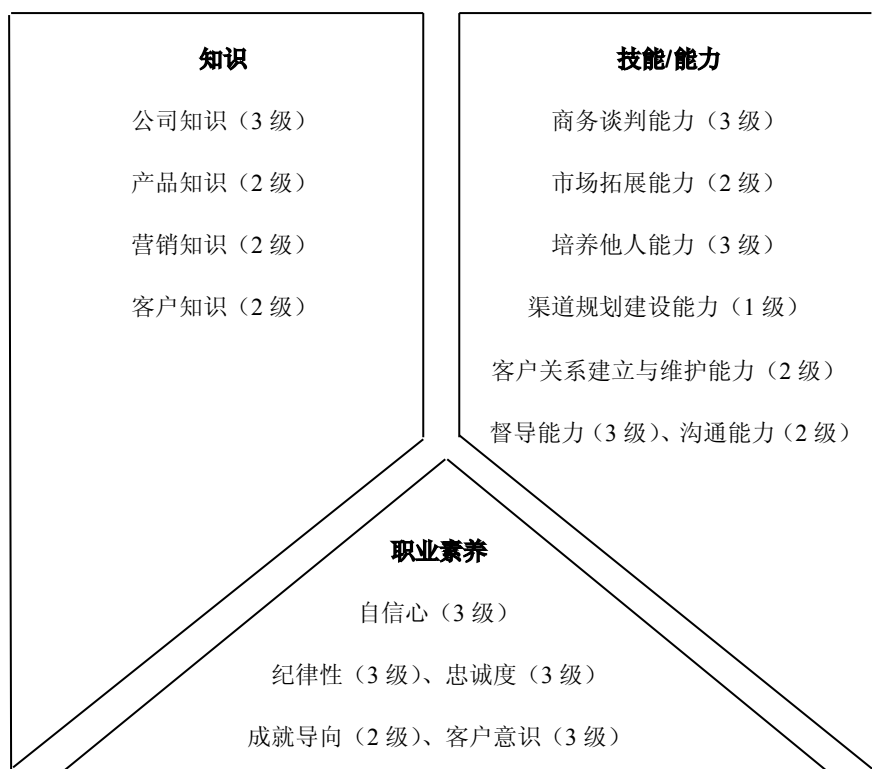 知识
公司知识（3 级）
产品知识（2 级）
营销知识（2 级）
客户知识（2 级）
技能/能力
商务谈判能力（3 级）
市场拓展能力（2 级）
培养他人能力（3 级）
渠道规划建设能力（1 级）
客户关系建立与维护能力（2 级）
督导能力（3 级）、沟通能力（2 级）
职业素养
自信心（3 级）
纪律性（3 级）、忠诚度（3 级）
成就导向（2 级）、客户意识（3 级）